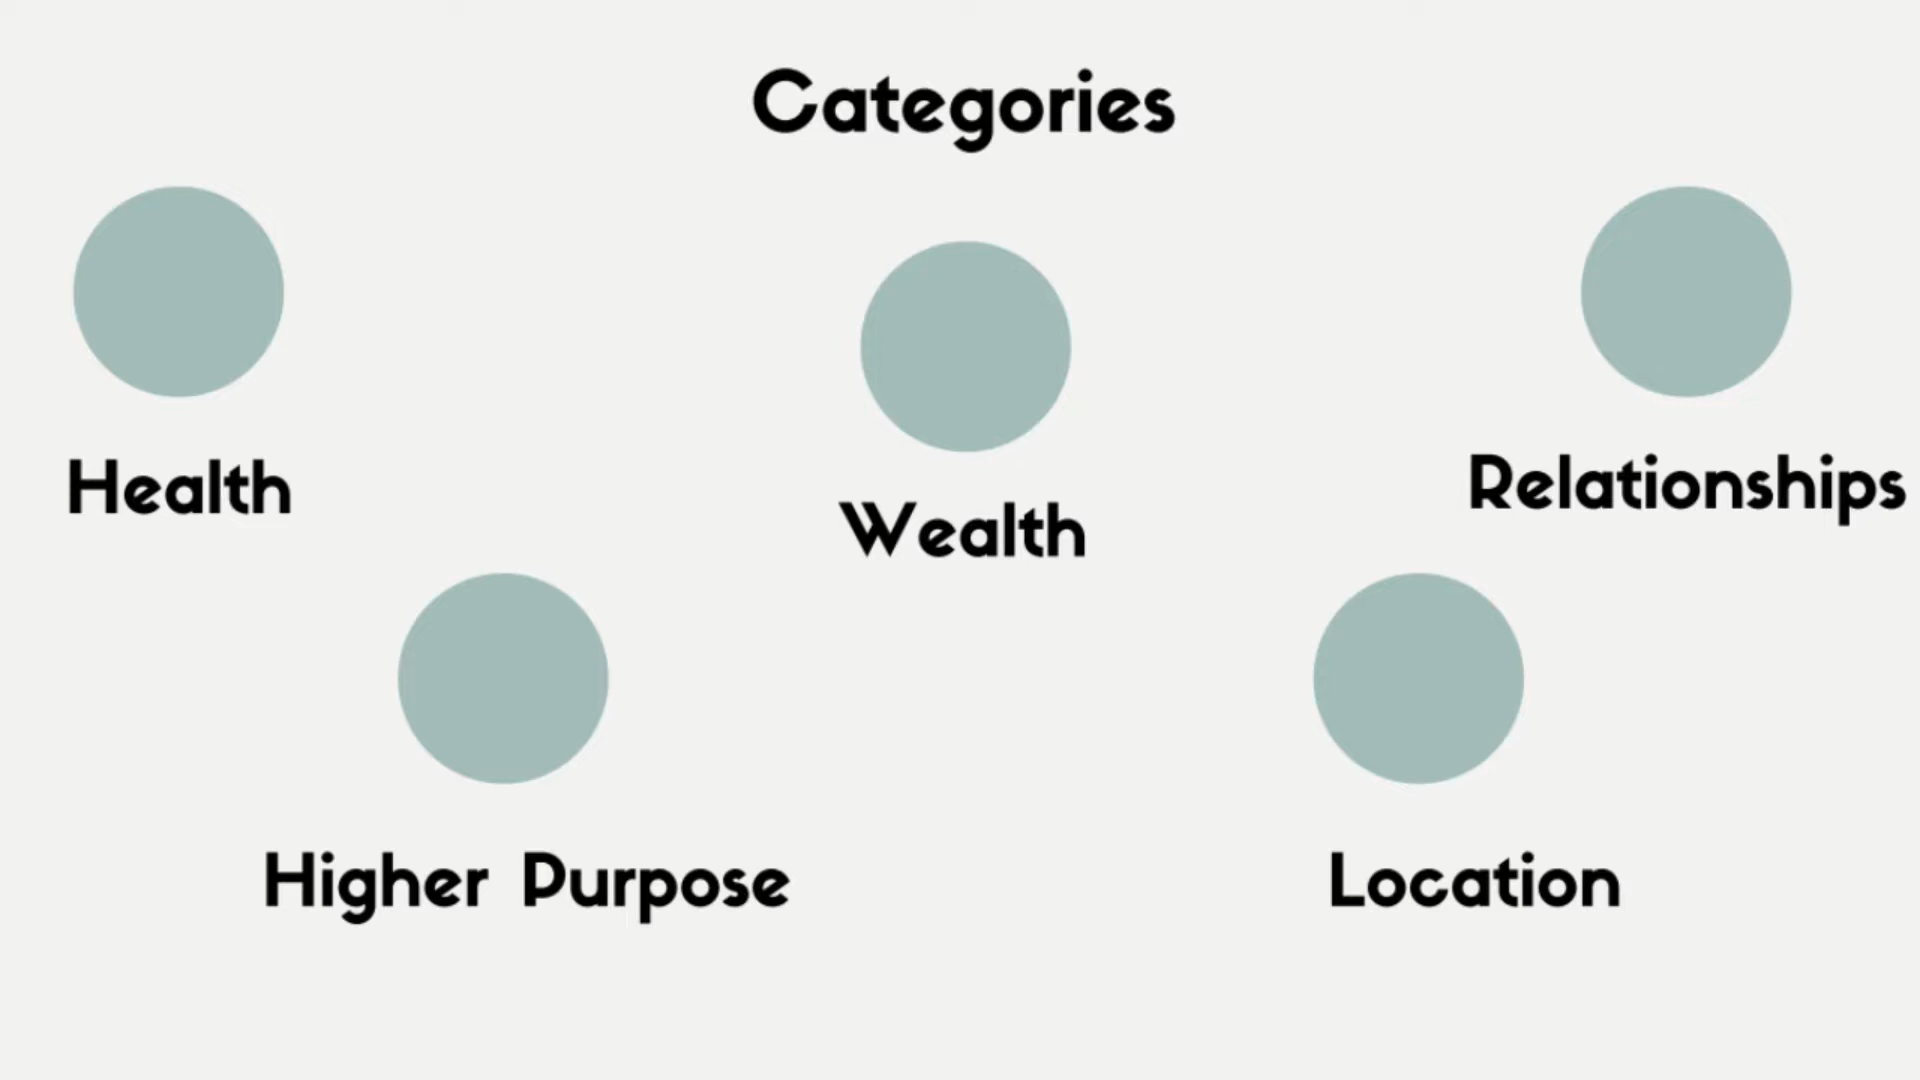 Categories
Health
Wealth
Relationships
Higher Purpose
Location